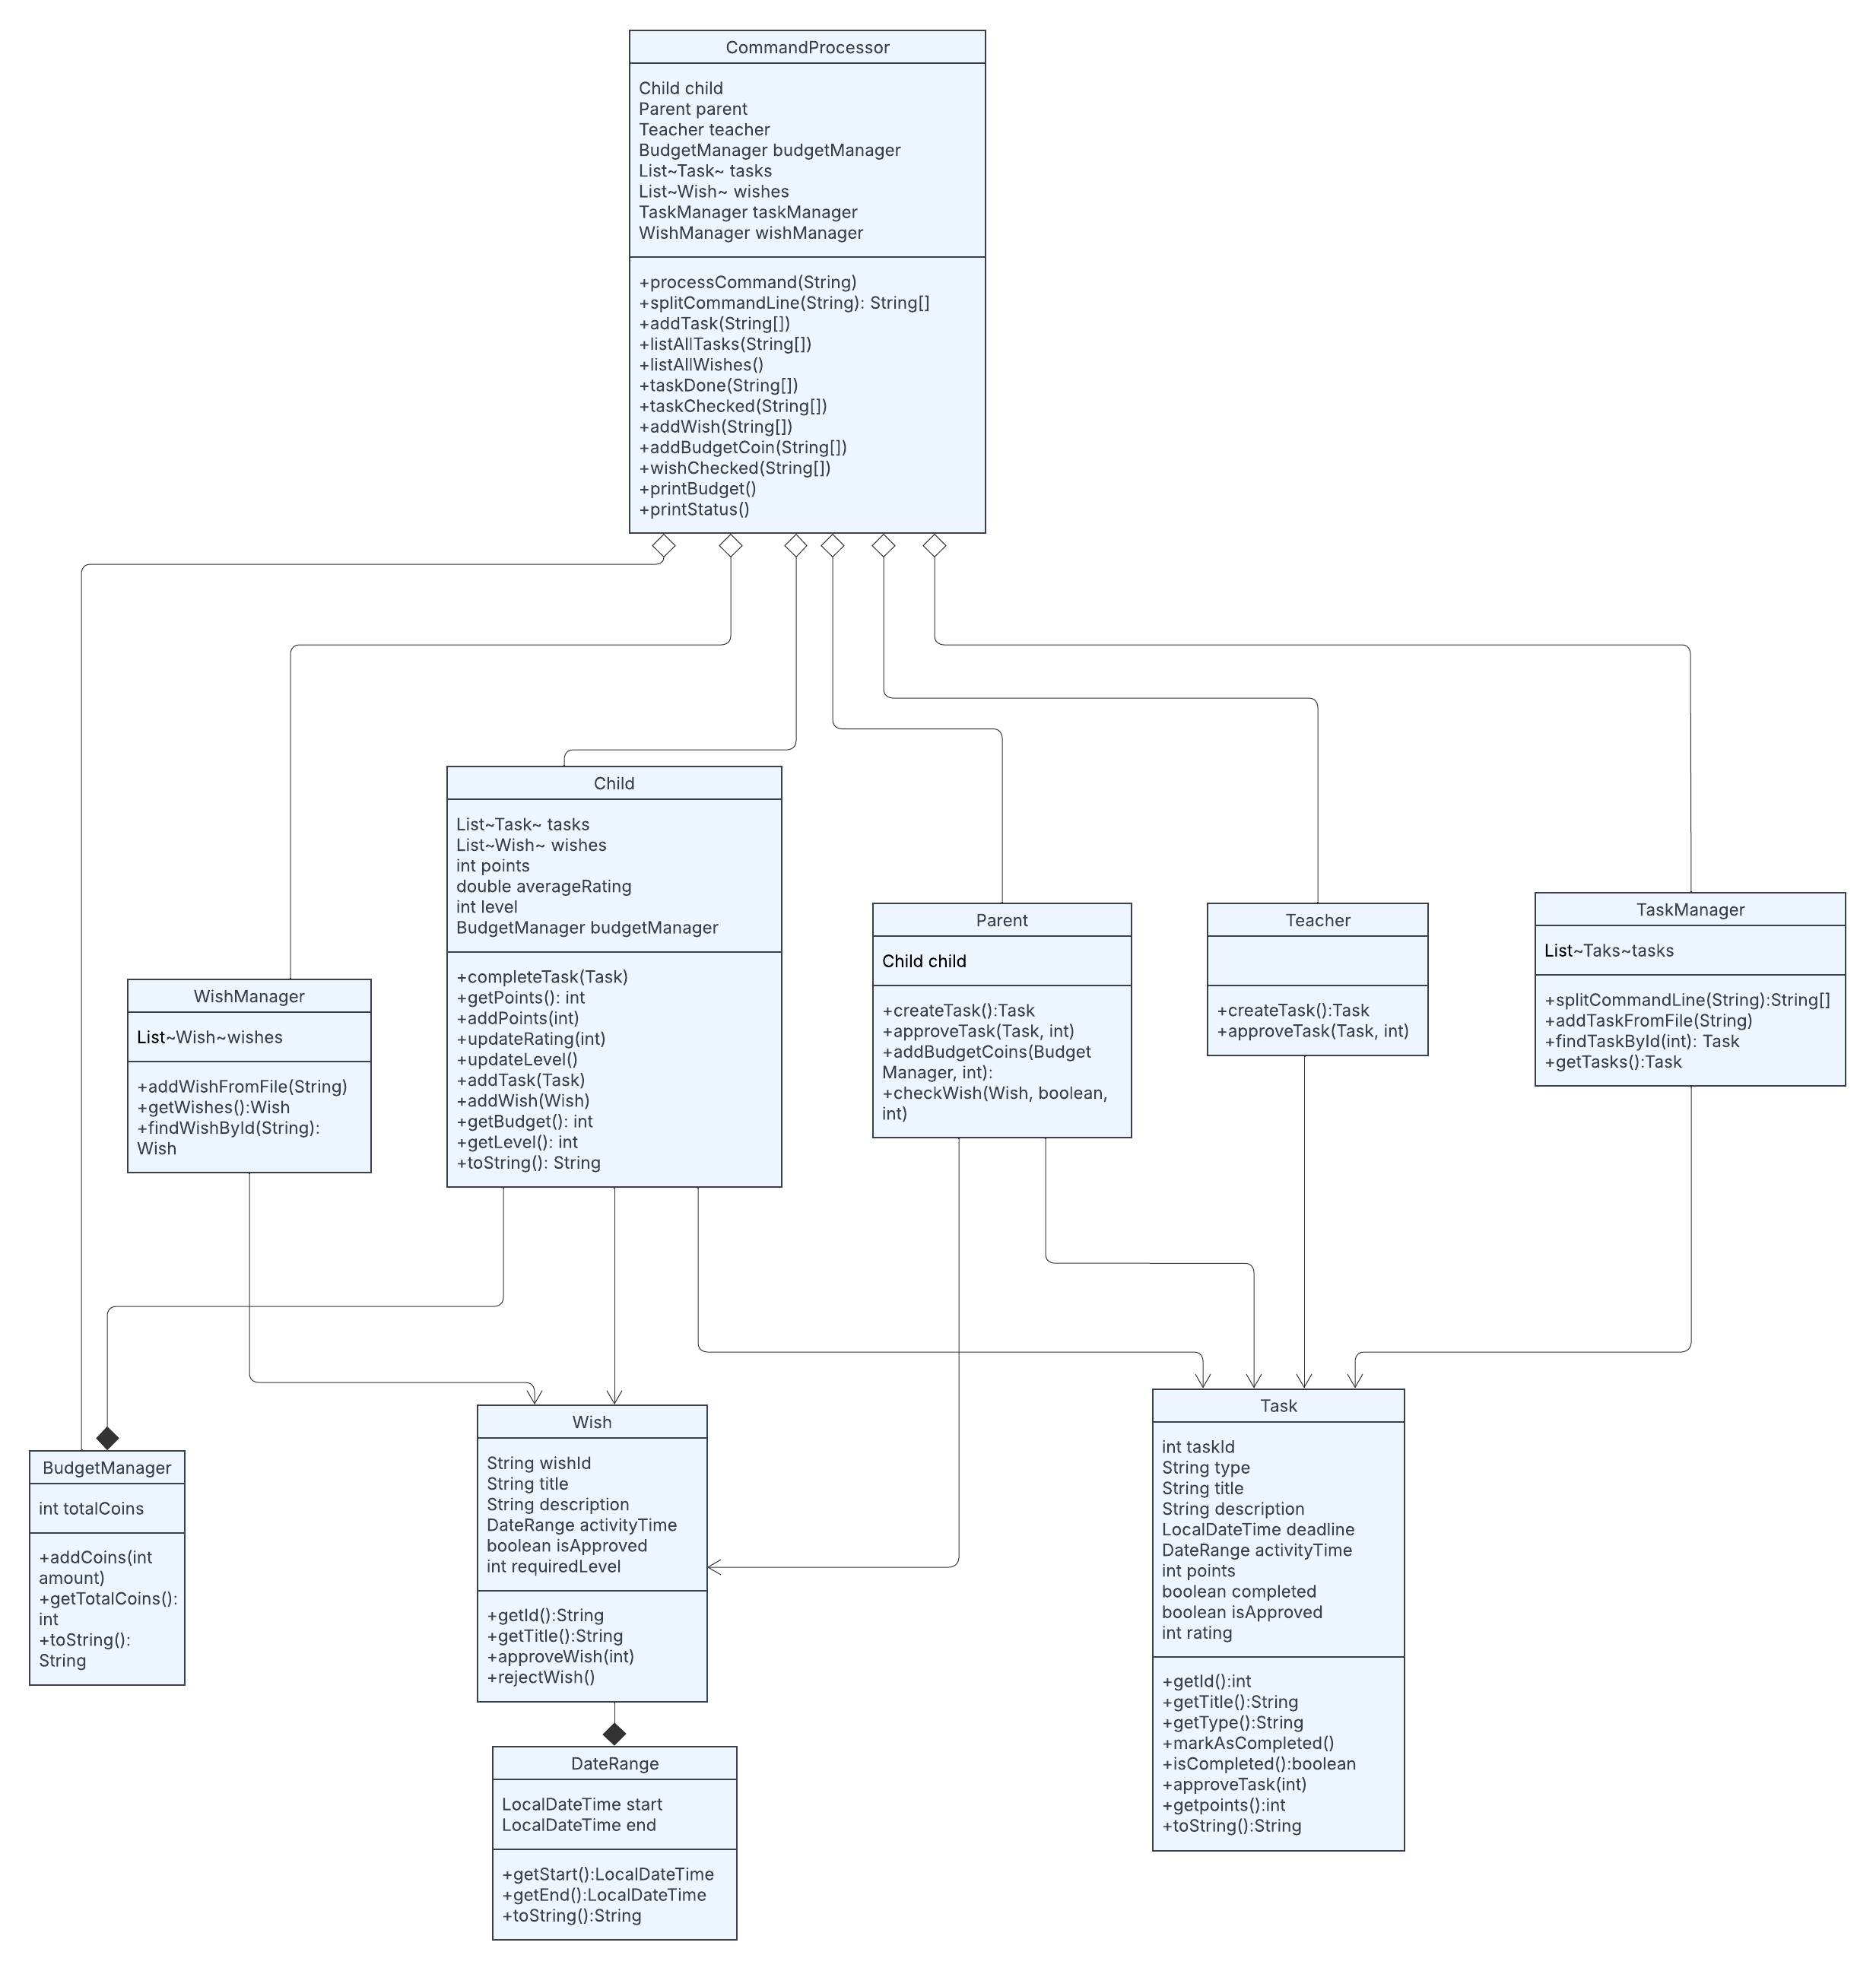 CommandProcessor
Child child
Parent parent
Teacher teacher
BudgetManager budgetManager
List~Task~ tasks
List~Wish~ wishes
TaskManager taskManager
WishManager wishManager
+processCommand(String)
+splitCommandLine(String): String[]
+addTask(String[])
+listAllTasks(String[])
+listAllWishes()
+taskDone(String[])
+taskChecked(String[])
+addWish(String[])
+addBudgetCoin(String[])
+wishChecked(String[])
+printBudget()
+printStatus()
Child
List~Task~ tasks
List~Wish~ wishes
int points
double averageRating
int level
BudgetManager budgetManager
+completeTask(Task)
+getPoints(): int
+addPoints(int)
+updateRating(int)
+updateLevel()
+addTask(Task)
+addWish(Wish)
+getBudget(): int
+getLevel(): int
+toString(): String
Parent
Child child
+createTask():Task
+approveTask(Task, int)
+addBudgetCoins(Budget
Manager, int):
+checkWish(Wish, boolean,
int)
Teacher
+createTask():Task
+approveTask(Task, int)
TaskManager
List~Taks~tasks
+splitCommandLine(String):String[]
+addTaskFromFile(String)
+findTaskById(int): Task
+getTasks():Task
WishManager
List~Wish~wishes
+addWishFromFile(String)
+getWishes():Wish
+findWishById(String):
Wish
BudgetManager
int totalCoins
+addCoins(int
amount)
+getTotalCoins():
int
+toString():
String
Wish
String wishId
String title
String description
DateRange activityTime
boolean isApproved
int requiredLevel
+getId():String
+getTitle():String
+approveWish(int)
+rejectWish()
Task
int taskId
String type
String title
String description
LocalDateTime deadline
DateRange activityTime
int points
boolean completed
boolean isApproved
int rating
+getId():int
+getTitle():String
+getType():String
+markAsCompleted()
+isCompleted():boolean
+approveTask(int)
+getpoints():int
+toString():String
DateRange
LocalDateTime start
LocalDateTime end
+getStart():LocalDateTime
+getEnd():LocalDateTime
+toString():String